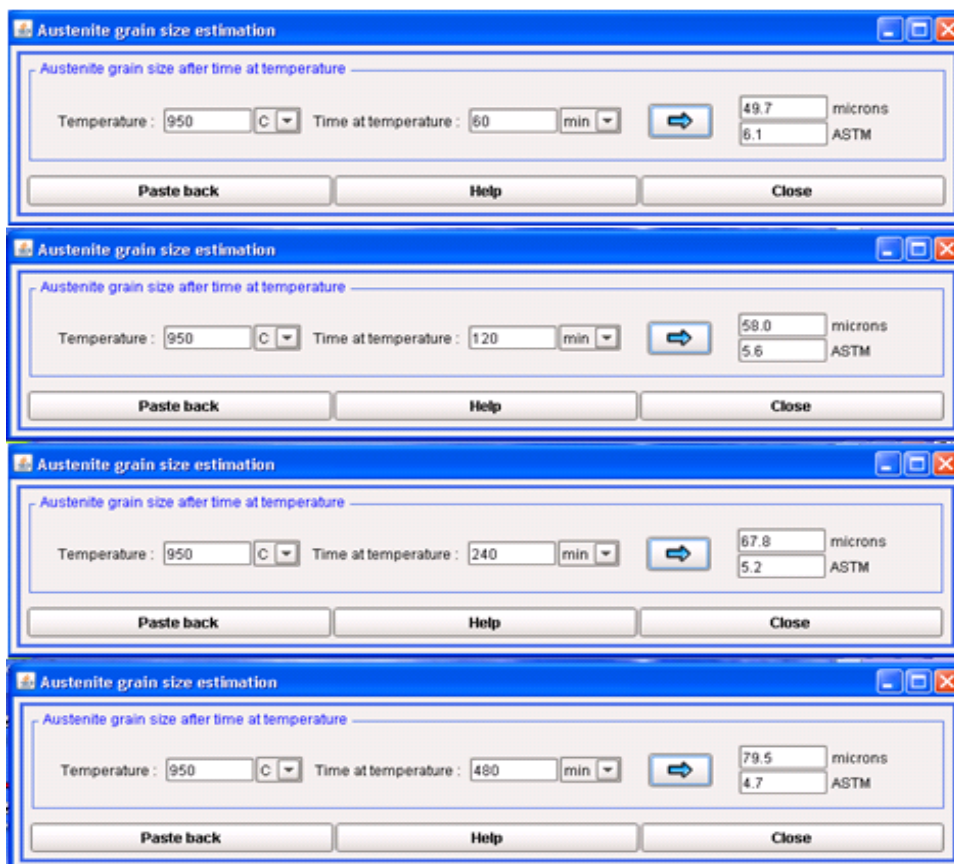 Austenite grain size estimation
Austenite grain size after time at temperature
Temperature : 950 C Time at temperature : 60 min 49.7 microns
6.1 ASTM
Paste back Help Close
Austenite grain size estimation
Austenite grain size after time at temperature
Temperature : 950 C Time at temperature : 120 min 58.0 microns
5.6 ASTM
Paste back Help Close
Austenite grain size estimation
Austenite grain size after time at temperature
Temperature : 950 C Time at temperature : 240 min 67.8 microns
5.2 ASTM
Paste back Help Close
Austenite grain size estimation
Austenite grain size after time at temperature
Temperature : 950 C Time at temperature : 480 min 79.5 microns
4.7 ASTM
Paste back Help Close